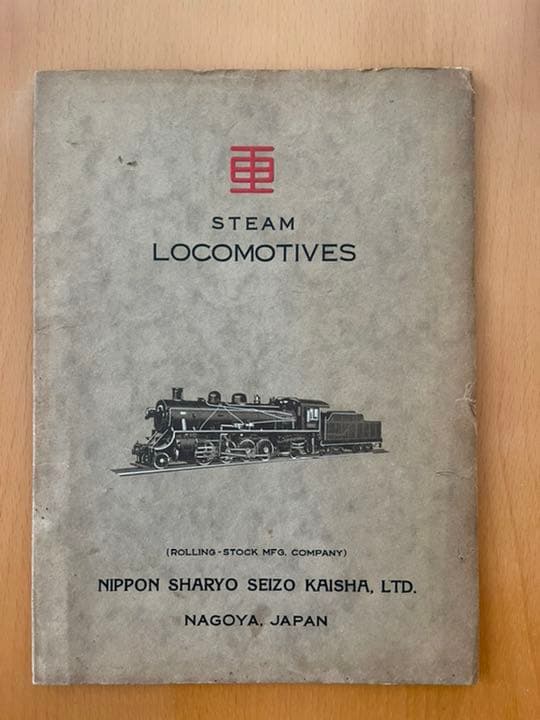 車
STEAM
LOCOMOTIVES
(ROLLING-STOCK MFG. COMPANY)
NIPPON SHARYO SEIZO KAISHA, LTD.
NAGOYA, JAPAN